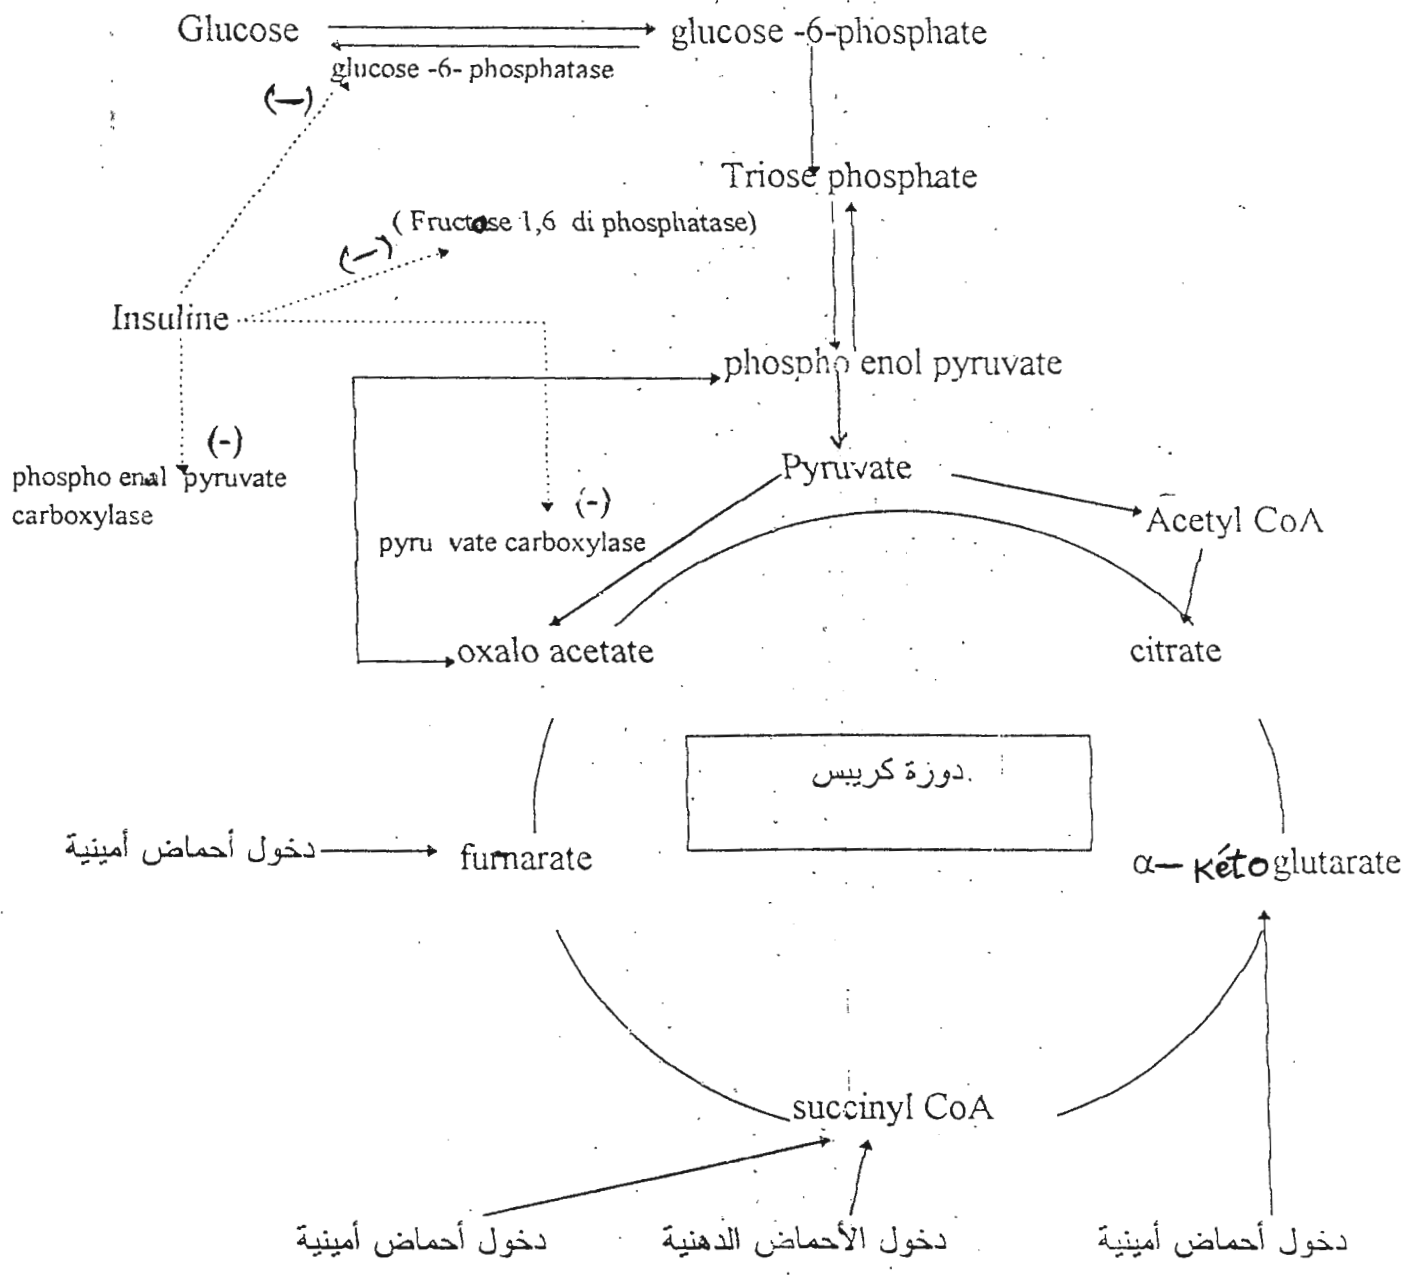 Glucose
glucose -6-phosphate
glucose -6- phosphatase
(—)
Triose phosphate
( Fructose 1,6 di phosphatase)
(—)
Insuline
phospho enol pyruvate
(-)
Pyruvate
phospho enal pyruvate
carboxylase
(-)
Acetyl CoA
pyru vate carboxylase
oxalo acetate
citrate
دوزة كريبس.
دخول أحماض أمينية
fumarate
α– Kéto glutarate
succinyl CoA
دخول أحماض أمينية
دخول الأحماض الدهنية
دخول أحماض أمينية